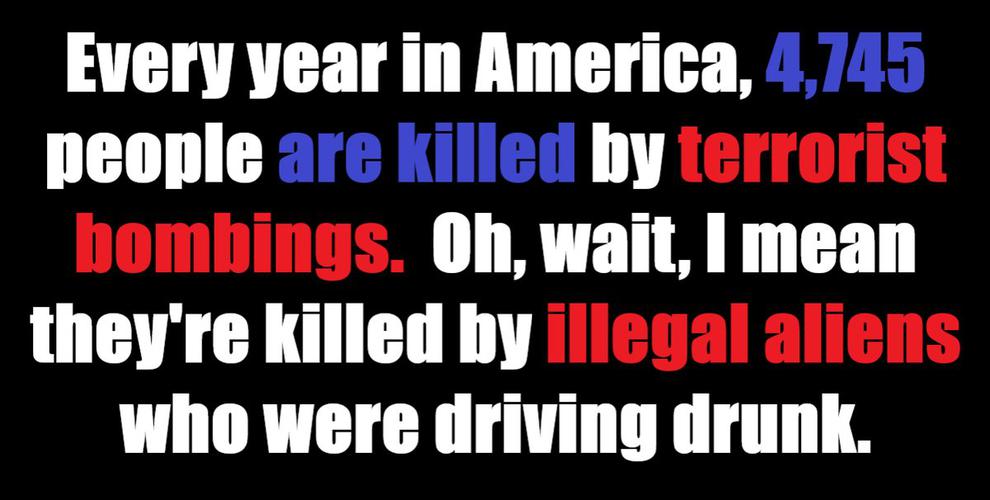 Every year in America, 4,745
people are killed by terrorist
bombings.  Oh, wait, I mean
they're killed by illegal aliens
who were driving drunk.